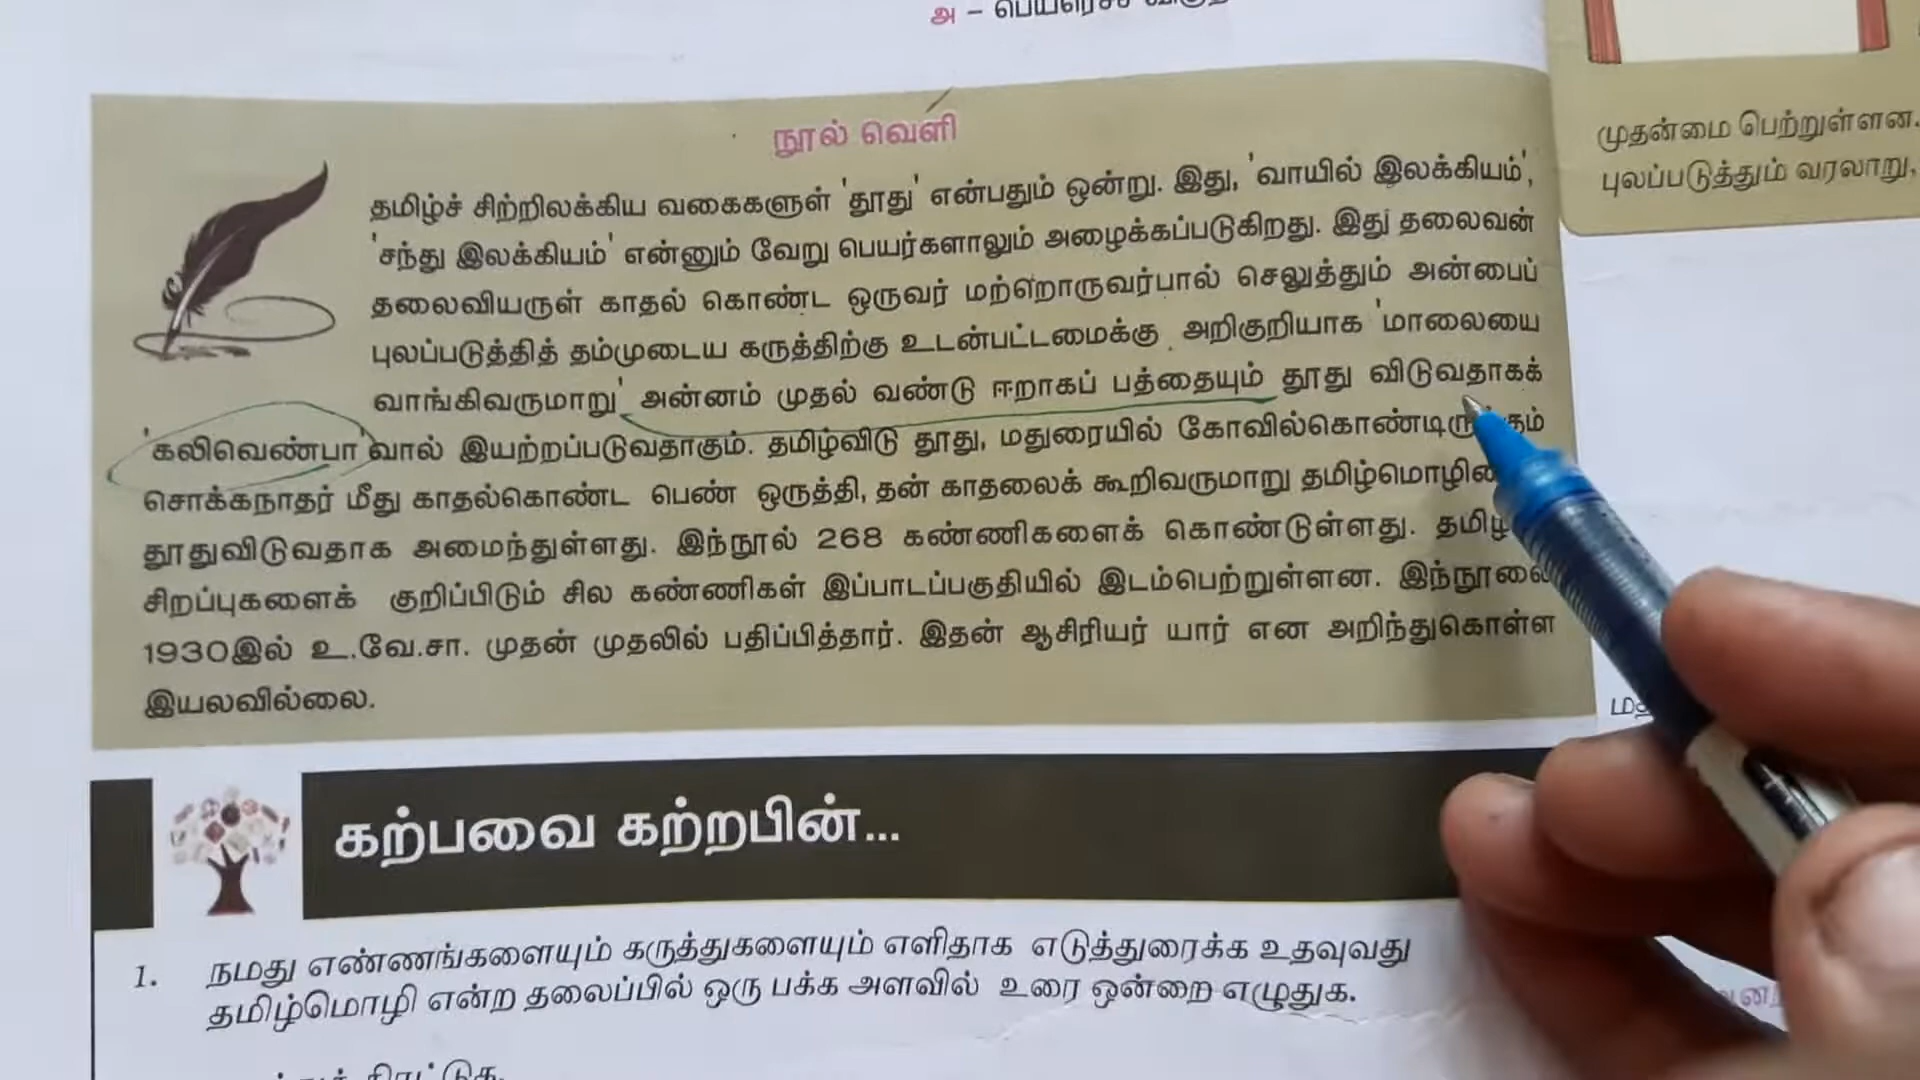 அ –
நூல் வெளி
தமிழ்ச் சிற்றிலக்கிய வகைகளுள் 'தூது' என்பதும் ஒன்று. இது, 'வாயில் இலக்கியம்',
'சந்து இலக்கியம்' என்னும் வேறு பெயர்களாலும் அழைக்கப்படுகிறது. இது தலைவன்
தலைவியருள் காதல் கொண்ட ஒருவர் மற்றொருவர்பால் செலுத்தும் அன்பைப்
புலப்படுத்தித் தம்முடைய கருத்திற்கு உடன்பட்டமைக்கு அறிகுறியாக 'மாலையை
வாங்கிவருமாறு' அன்னம் முதல் வண்டு ஈறாகப் பத்தையும் தூது விடுவதாகக்
'கலிவெண்பா'வால் இயற்றப்படுவதாகும். தமிழ்விடு தூது, மதுரையில்
சொக்கநாதர் மீது காதல்கொண்ட பெண் ஒருத்தி, தன் காதலைக் கூறிவருமாறு
தூதுவிடுவதாக அமைந்துள்ளது. இந்நூல் 268 கண்ணிகளைக் கொண்டுள்ளது.
சிறப்புகளைக் குறிப்பிடும் சில கண்ணிகள் இப்பாடப்பகுதியில் இடம்பெற்றுள்ளன. இந்நூலை
1930இல் உ.வே.சா. முதன் முதலில் பதிப்பித்தார். இதன் ஆசிரியர் யார் என அறிந்துகொள்ள
இயலவில்லை.
முதன்மை பெற்றுள்ளன.
புலப்படுத்தும் வரலாறு,
கற்பவை கற்றபின்...
1. நமது எண்ணங்களையும் கருத்துகளையும் எளிதாக எடுத்துரைக்க உதவுவது
தமிழ்மொழி என்ற தலைப்பில் ஒரு பக்க அளவில் உரை ஒன்றை எழுதுக.